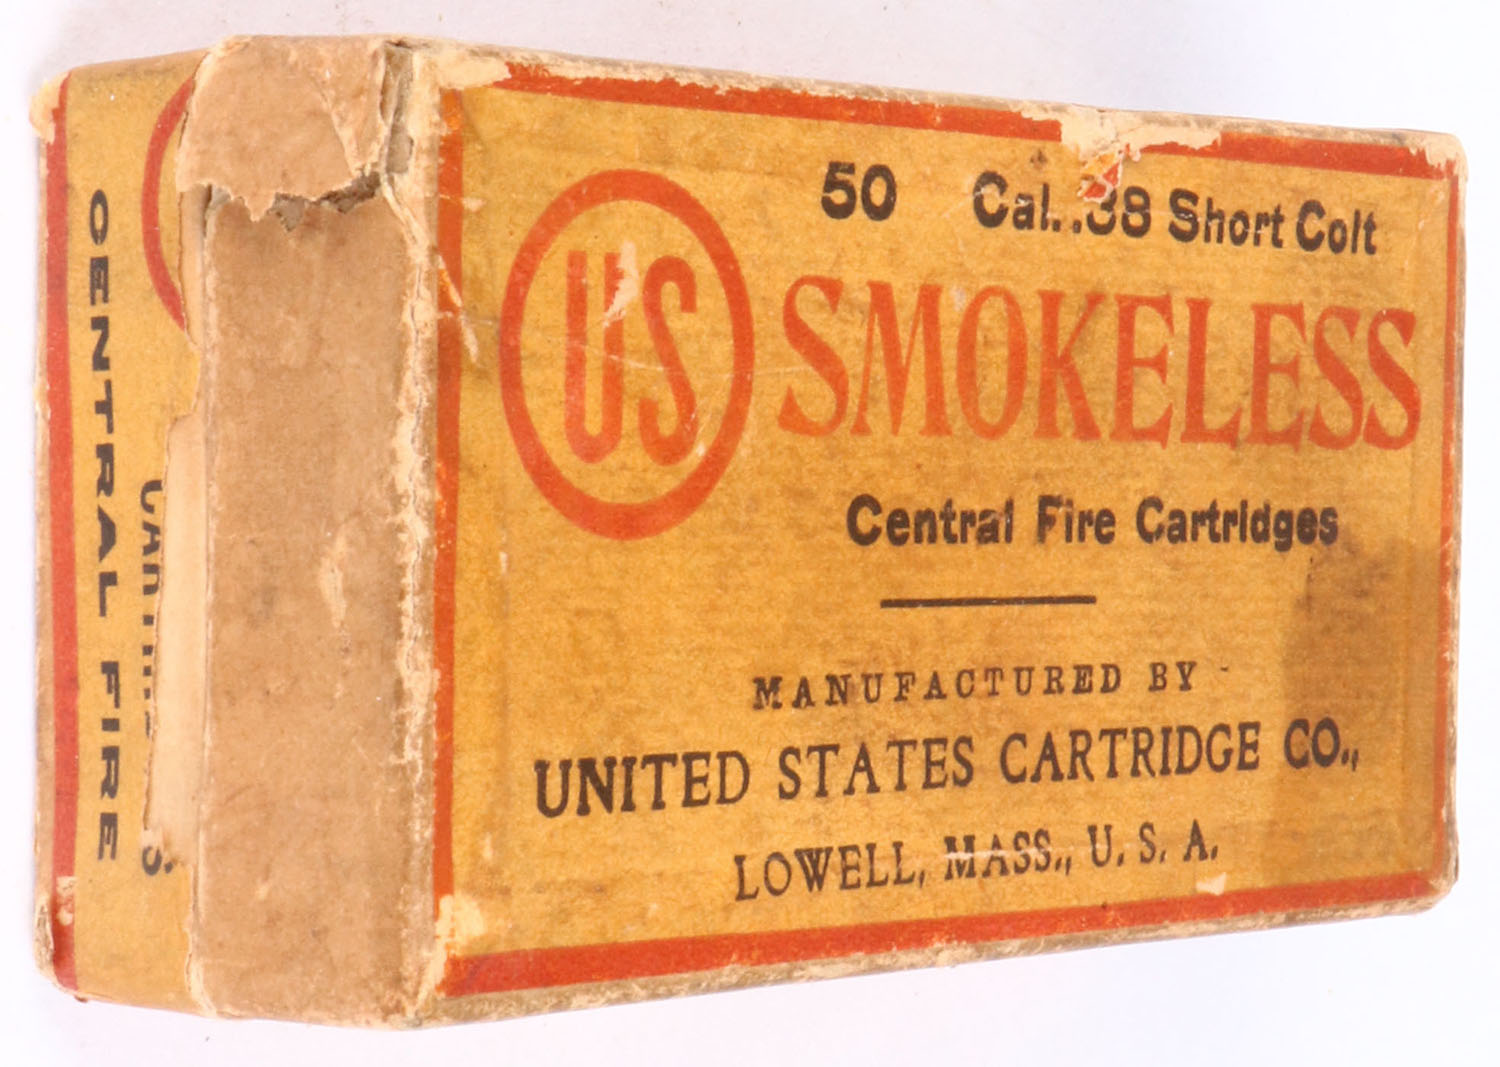 CENTRAL FIRE
50 Cal. .38 Short Colt
US SMOKELESS
Central Fire Cartridges
MANUFACTURED BY
UNITED STATES CARTRIDGE CO.,
LOWELL, MASS., U. S. A.